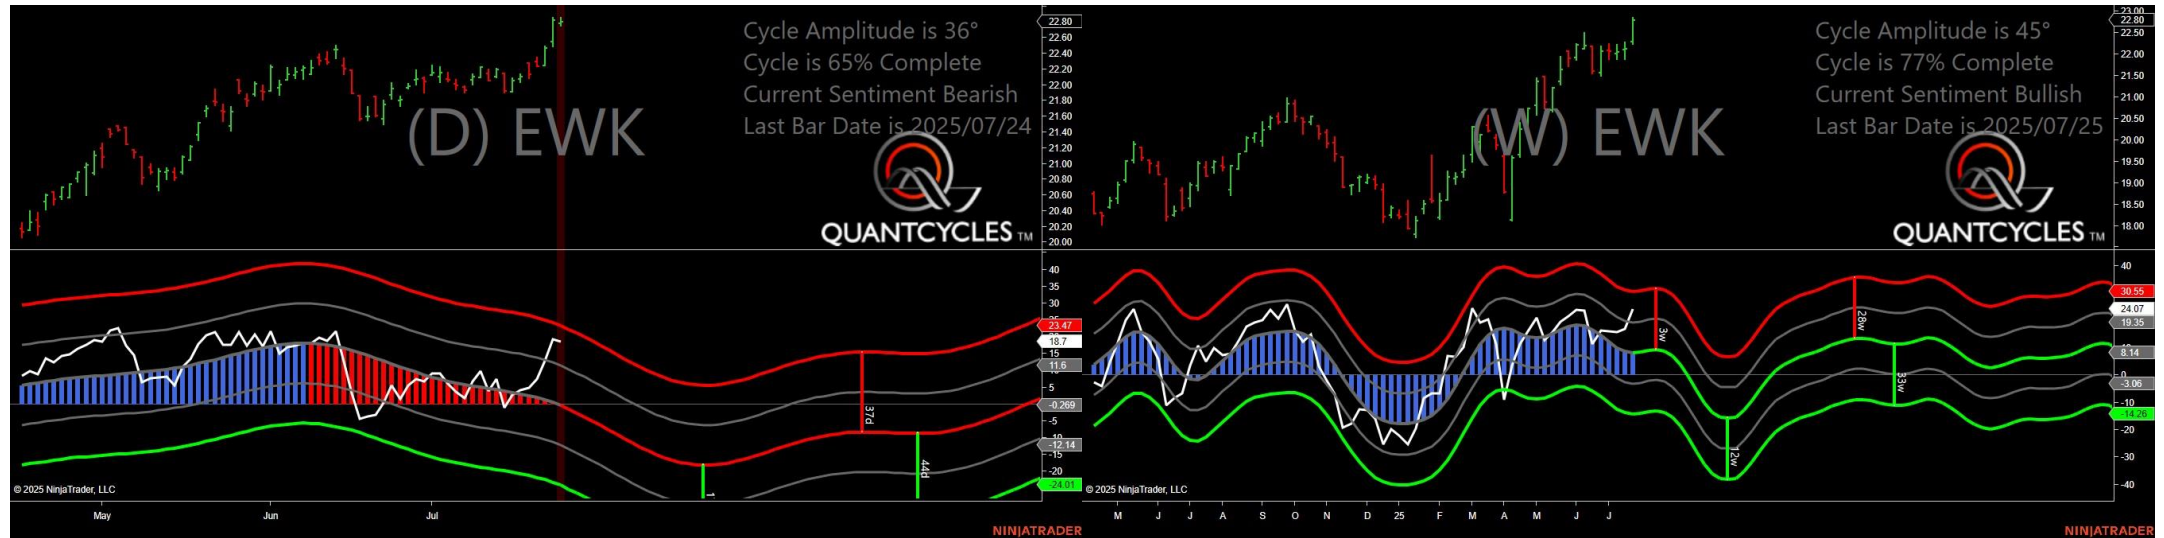 Cycle Amplitude is 36°
Cycle is 65% Complete
Current Sentiment Bearish
Last Bar Date is 2025/07/24
(D) EWK
QUANTCYCLES TM
22.80
22.60
22.40
22.20
22.00
21.80
21.60
21.40
21.20
21.00
20.80
20.60
20.40
20.20
20.00
40
35
30
23.47
18.7
15
11.6
5
-0.269
-5
-12.14
-15
-20
-24.01
37d
44d
1
© 2025 NinjaTrader, LLC
May
Jun
Jul
NINJATRADER
Cycle Amplitude is 45°
Cycle is 77% Complete
Current Sentiment Bullish
Last Bar Date is 2025/07/25
(W) EWK
QUANTCYCLES TM
23.00
22.80
22.50
22.00
21.50
21.00
20.50
20.00
19.50
19.00
18.50
18.00
40
30.55
24.07
19.35
8.14
0
-3.06
-10
-14.26
-20
-30
-40
3w
28w
33w
12w
© 2025 NinjaTrader, LLC
M J J A S O N D 25 F M A M J J
NINJATRADER